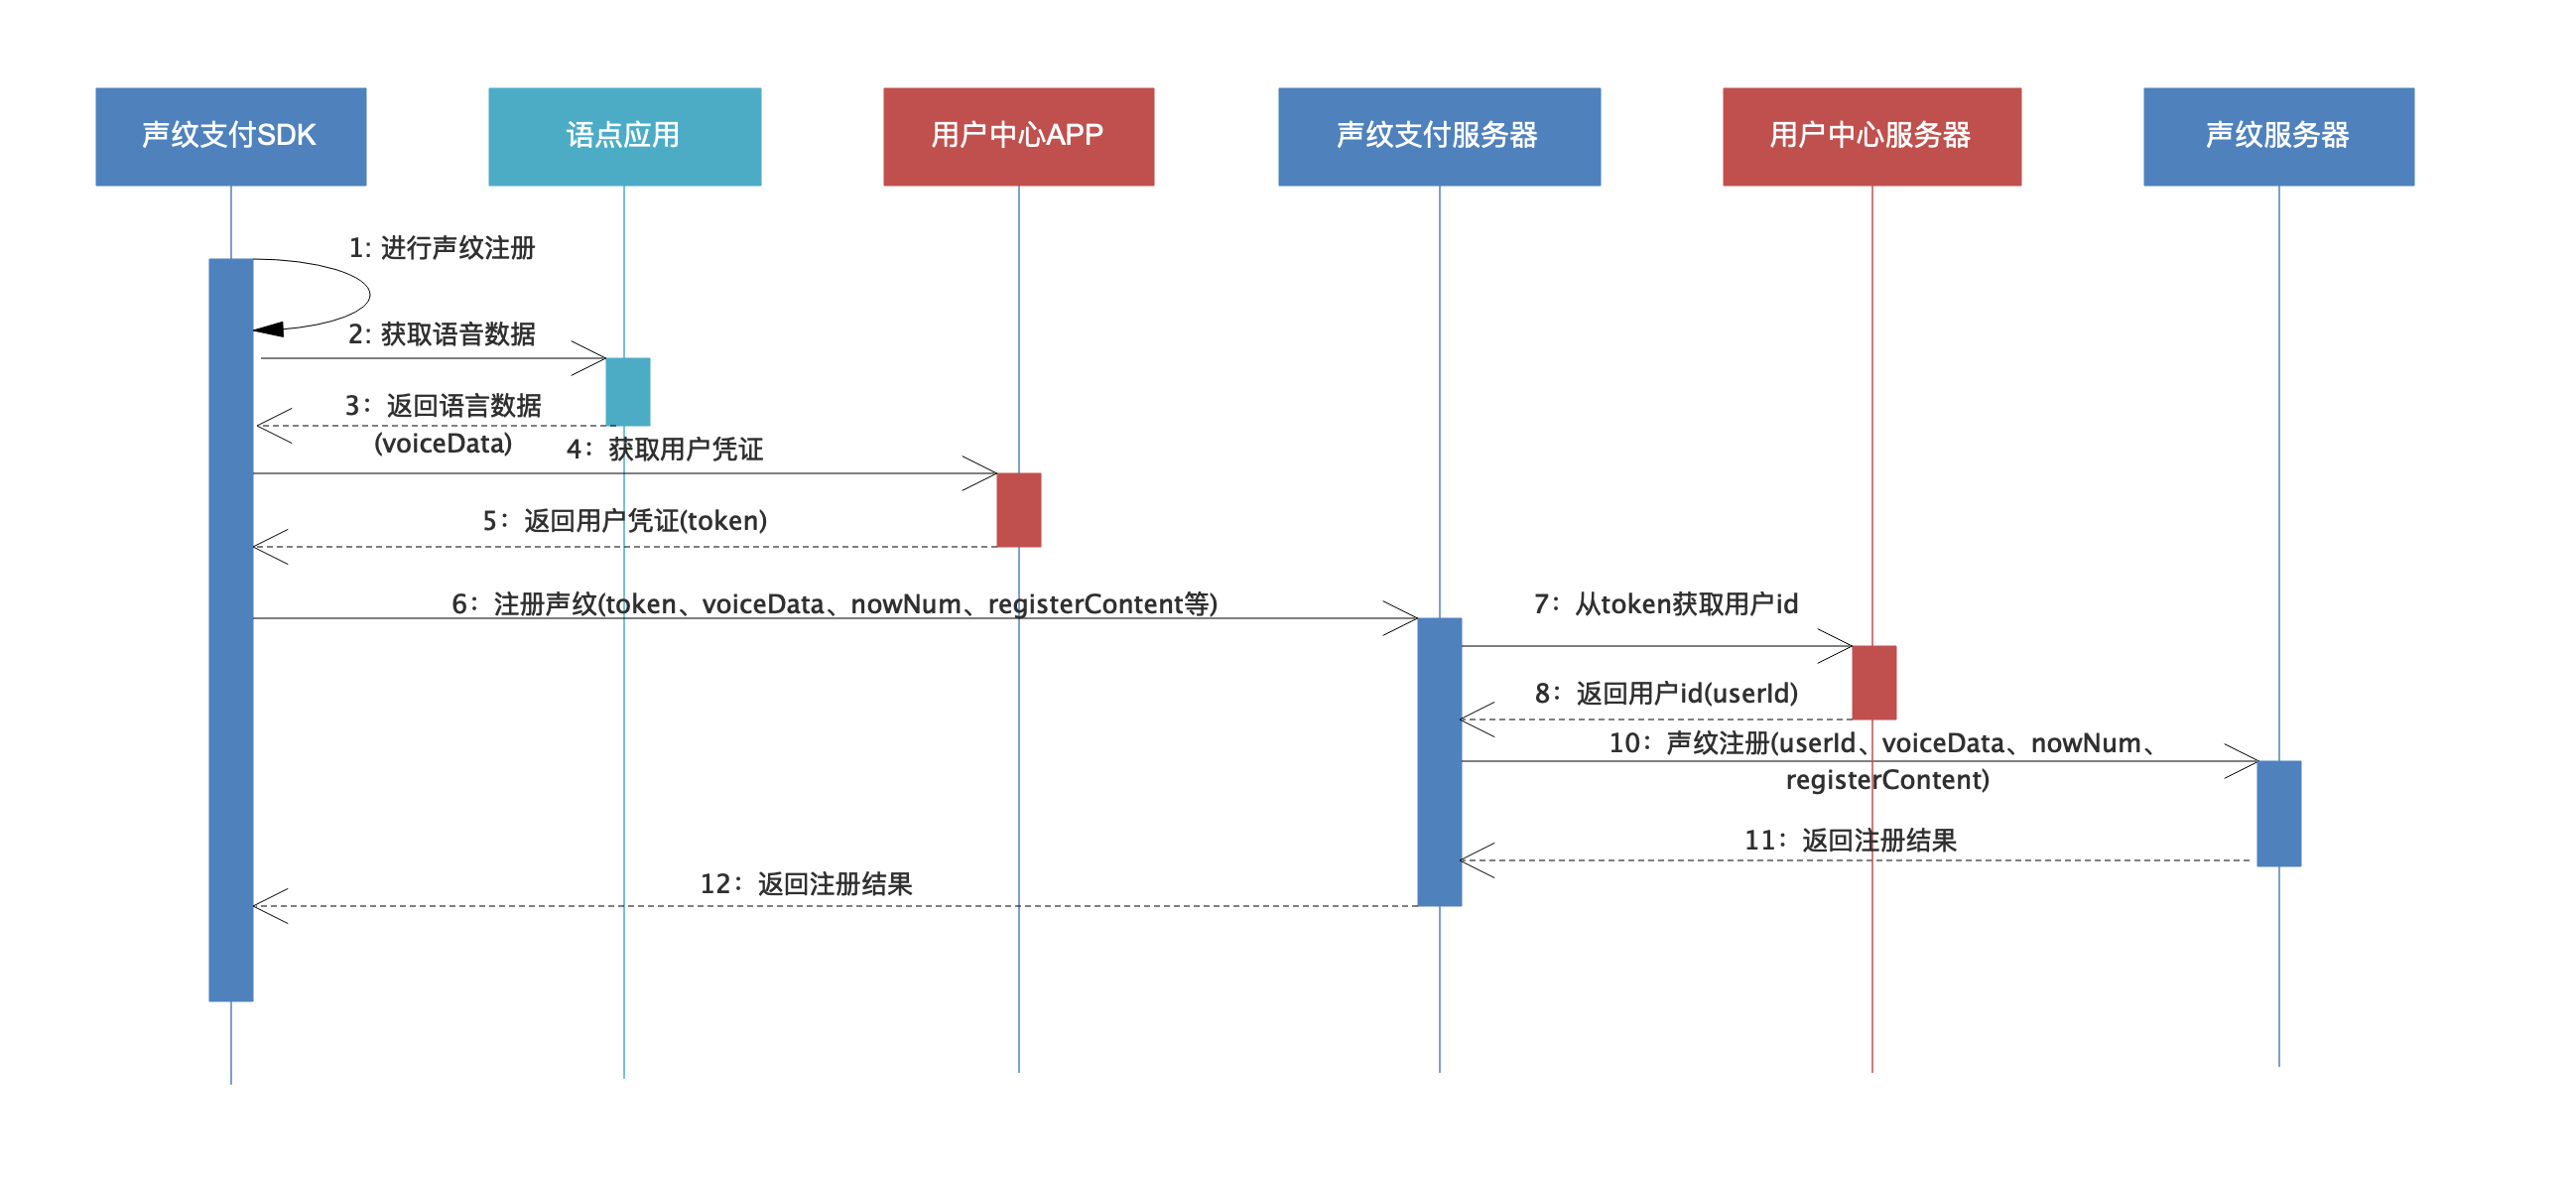 声纹支付SDK
语点应用
用户中心APP
声纹支付服务器
用户中心服务器
声纹服务器
1: 进行声纹注册
2: 获取语音数据
3：返回语言数据
(voiceData)
4：获取用户凭证
5：返回用户凭证(token)
6：注册声纹(token、voiceData、nowNum、registerContent等)
7：从token获取用户id
8：返回用户id(userId)
10：声纹注册(userId、voiceData、nowNum、
registerContent)
11：返回注册结果
12：返回注册结果